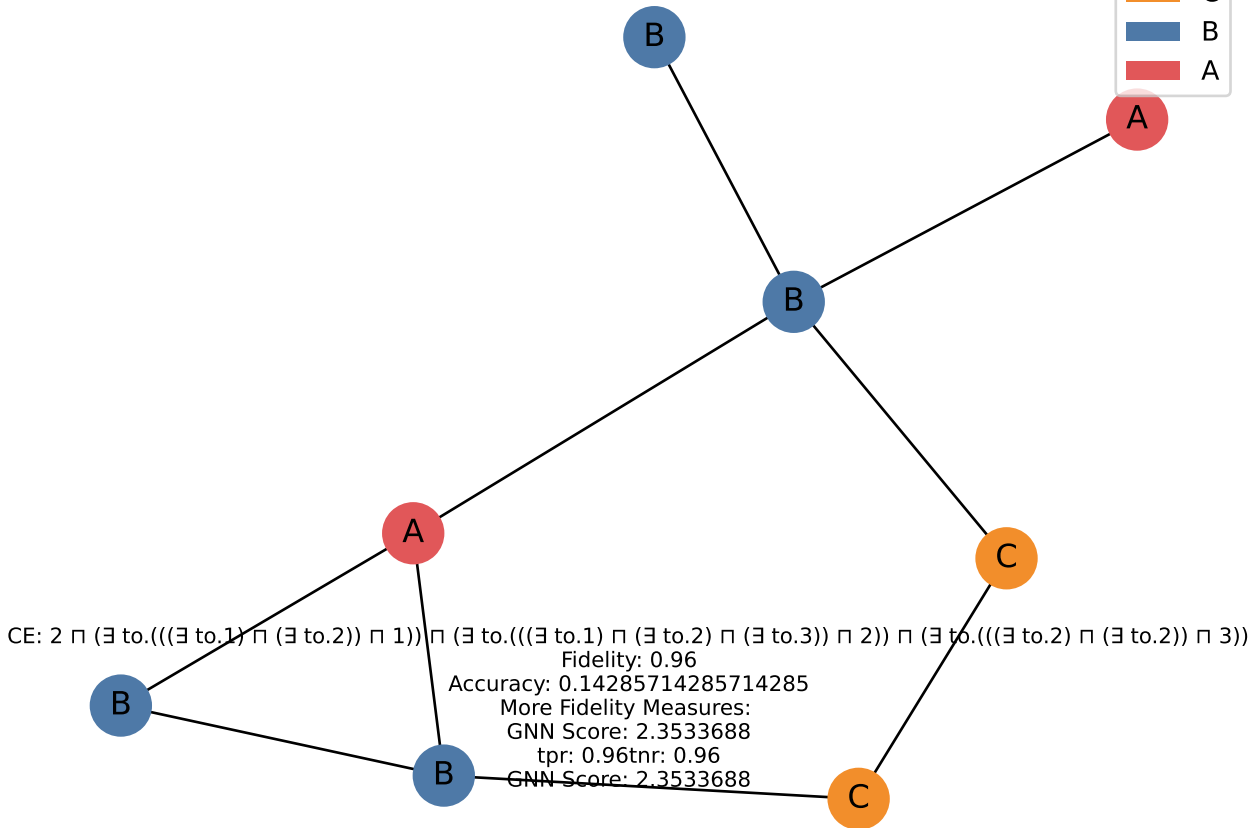 B
B
A
A
B
A
C
CE: 2 ⊓ (∃ to.(((∃ to.1) ⊓ (∃ to.2)) ⊓ 1)) ⊓ (∃ to.(((∃ to.1) ⊓ (∃ to.2) ⊓ (∃ to.3)) ⊓ 2)) ⊓ (∃ to.(((∃ to.2) ⊓ (∃ to.2)) ⊓ 3))
Fidelity: 0.96
Accuracy: 0.14285714285714285
More Fidelity Measures:
GNN Score: 2.3533688
B
tpr: 0.96tnr: 0.96
B
GNN Score: 2.3533688
C